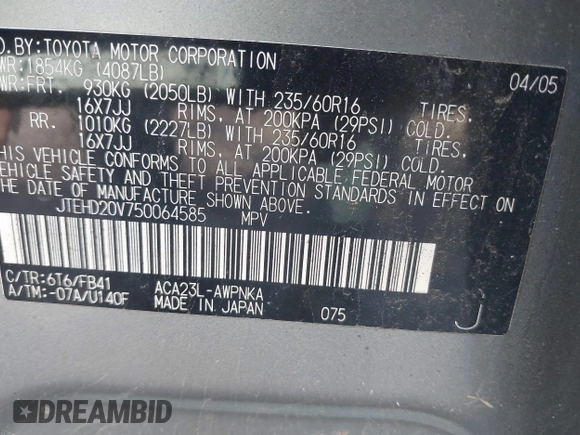 D.BY:TOYOTA MOTOR CORPORATION 04/05
WR:1854KG (4087LB)
WR:FRT. 930KG (2050LB) WITH 235/60R16 TIRES,
16X7JJ RIMS, AT 200KPA (29PSI) COLD.
RR. 1010KG (2227LB) WITH 235/60R16 TIRES,
16X7JJ RIMS, AT 200KPA (29PSI) COLD.
THIS VEHICLE CONFORMS TO ALL APPLICABLE FEDERAL MOTOR
VEHICLE SAFETY AND THEFT PREVENTION STANDARDS IN EFFECT ON
THE DATE OF MANUFACTURE SHOWN ABOVE.
JTEHD20V750064585 MPV
C/TR:6T6/FB41 ACA23L-AWPNKA
A/TM:-07A/U140F MADE IN JAPAN 075 J
DREAMBID